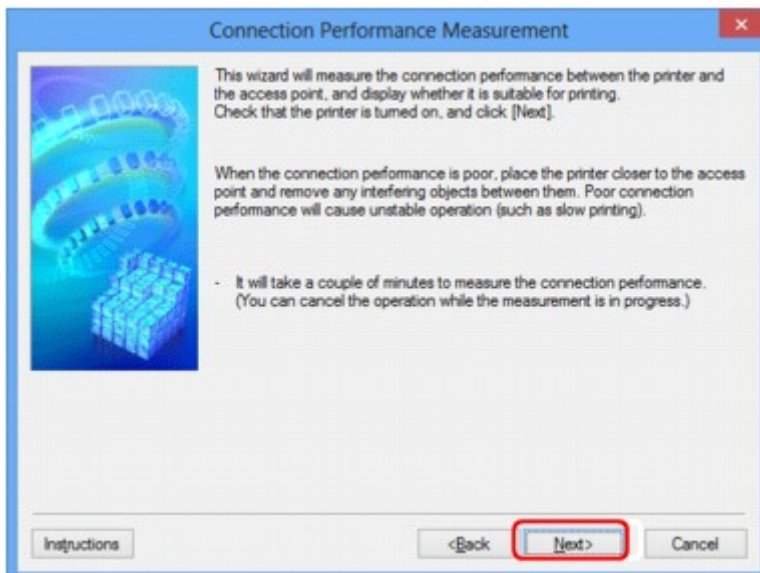 Connection Performance Measurement
This wizard will measure the connection performance between the printer and
the access point, and display whether it is suitable for printing.
Check that the printer is turned on, and click [Next].
When the connection performance is poor, place the printer closer to the access
point and remove any interfering objects between them. Poor connection
performance will cause unstable operation (such as slow printing).
- It will take a couple of minutes to measure the connection performance.
(You can cancel the operation while the measurement is in progress.)
Instructions <Back Next> Cancel